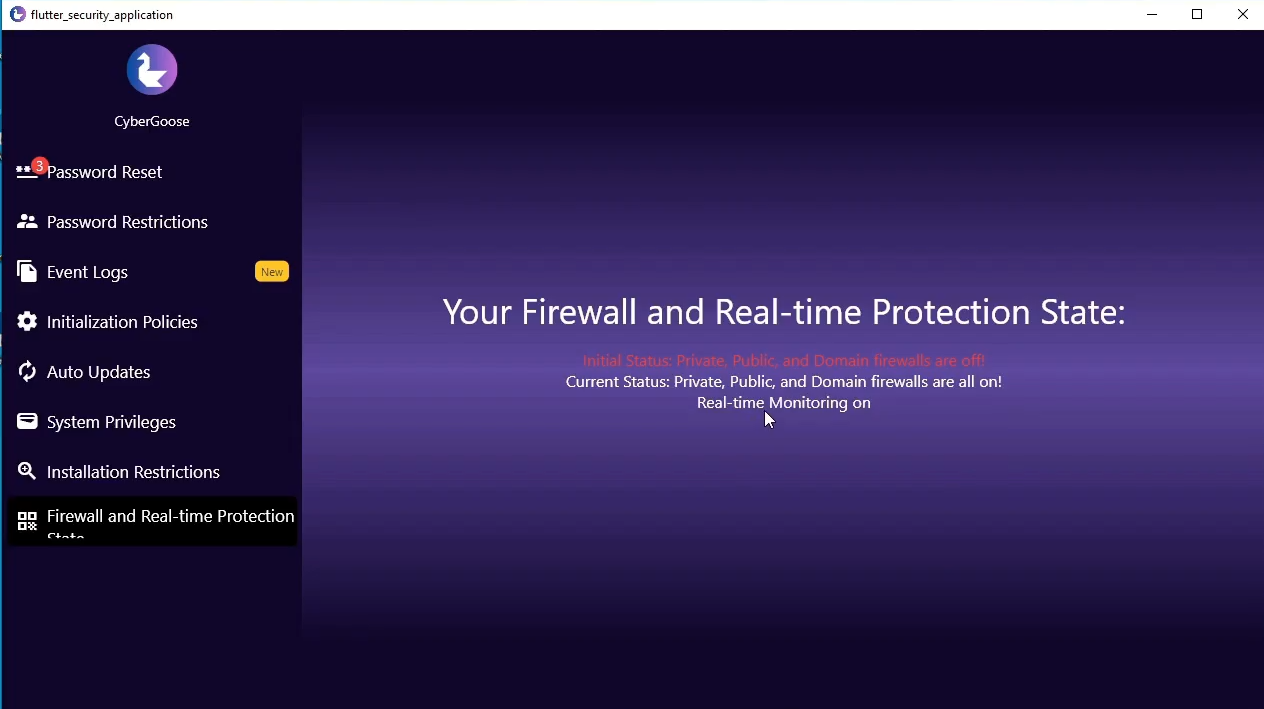 flutter_security_application
CyberGoose
3
Password Reset
Password Restrictions
Event Logs
New
Initialization Policies
Auto Updates
System Privileges
Installation Restrictions
Firewall and Real-time Protection
State
Your Firewall and Real-time Protection State:
Initial Status: Private, Public, and Domain firewalls are off!
Current Status: Private, Public, and Domain firewalls are all on!
Real-time Monitoring on